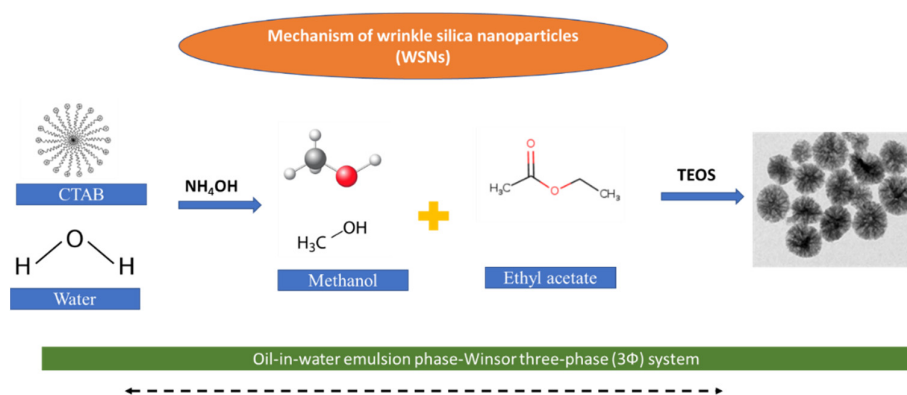 Mechanism of wrinkle silica nanoparticles
(WSNs)
CTAB
H O H
Water
NH₄OH
H₃C OH
Methanol
O
CH₃ O CH₃
Ethyl acetate
TEOS
Oil-in-water emulsion phase-Winsor three-phase (3Φ) system